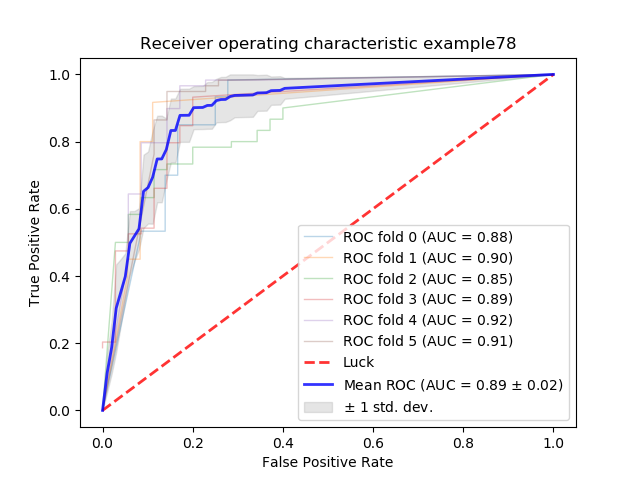 Receiver operating characteristic example78
True Positive Rate
1.0
0.8
0.6
0.4
0.2
0.0
ROC fold 0 (AUC = 0.88)
ROC fold 1 (AUC = 0.90)
ROC fold 2 (AUC = 0.85)
ROC fold 3 (AUC = 0.89)
ROC fold 4 (AUC = 0.92)
ROC fold 5 (AUC = 0.91)
Luck
Mean ROC (AUC = 0.89 ± 0.02)
± 1 std. dev.
0.0 0.2 0.4 0.6 0.8 1.0
False Positive Rate